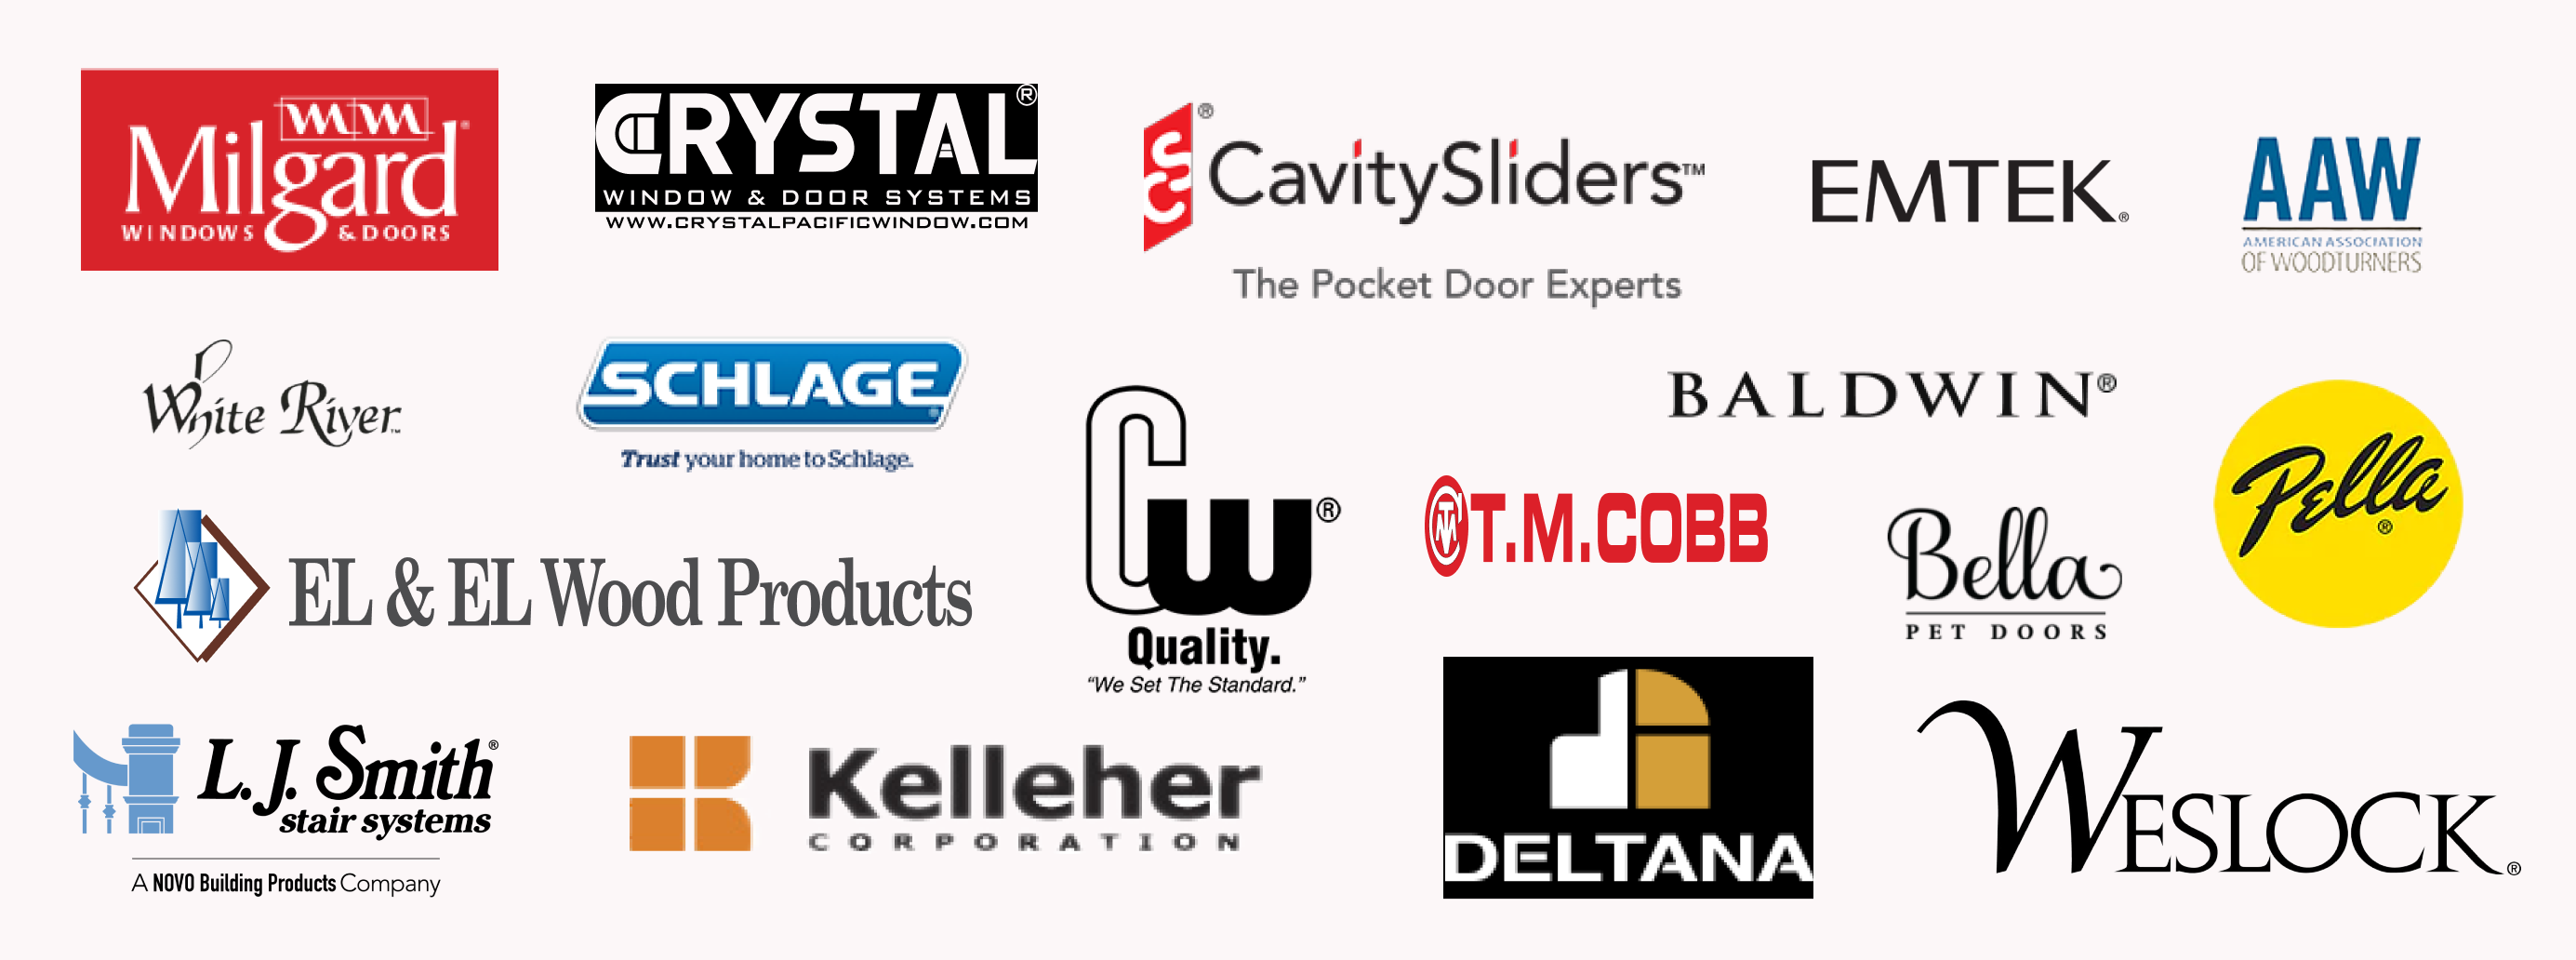 Milgard®
WINDOWS & DOORS
CRYSTAL®
WINDOW & DOOR SYSTEMS
WWW.CRYSTALPACIFICWINDOW.COM
® CavitySliders™
The Pocket Door Experts
EMTEK®
AAW
AMERICAN ASSOCIATION
OF WOODTURNERS
White River™
SCHLAGE®
Trust your home to Schlage.
CW®
Quality.
“We Set The Standard.”
BALDWIN®
T.M.COBB
Pella®
Bella
PET DOORS
EL & EL Wood Products
L.J. Smith®
stair systems
A NOVO Building Products Company
Kelleher
CORPORATION
DELTANA
WESLOCK®